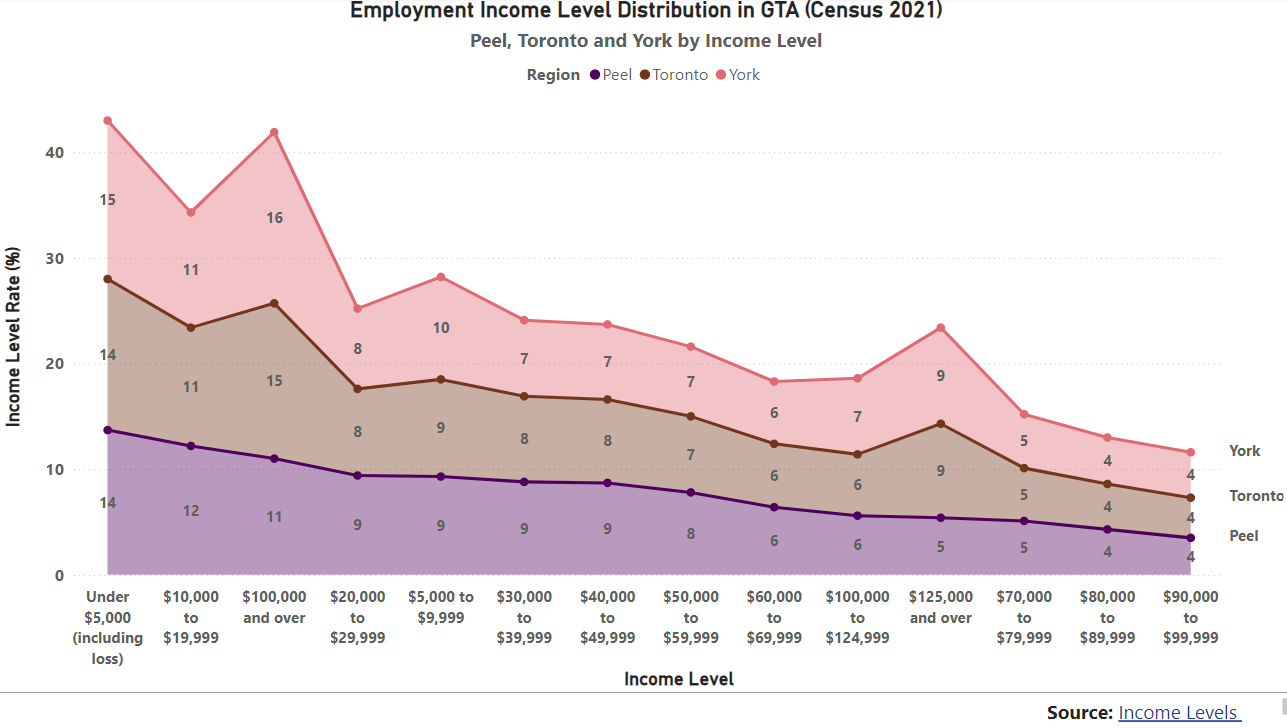 Employment Income Level Distribution in GTA (Census 2021)
Peel, Toronto and York by Income Level
Region Peel Toronto York
Income Level Rate (%)
40
30
20
10
0
15 11 16 8 10 7 7 7 6 7 9 5 4 4
14 11 15 8 9 8 8 7 6 6 9 5 4 4
14 12 11 9 9 9 9 8 6 6 5 5 4 4
York
Toronto
Peel
Under $10,000 $100,000 $20,000 $5,000 to $30,000 $40,000 $50,000 $60,000 $100,000 $125,000 $70,000 $80,000 $90,000
$5,000 to and over to $9,999 to to to to to and over to to to
(including $19,999 $29,999 $39,999 $49,999 $59,999 $69,999 $124,999 $79,999 $89,999 $99,999
loss)
Income Level
Source: Income Levels